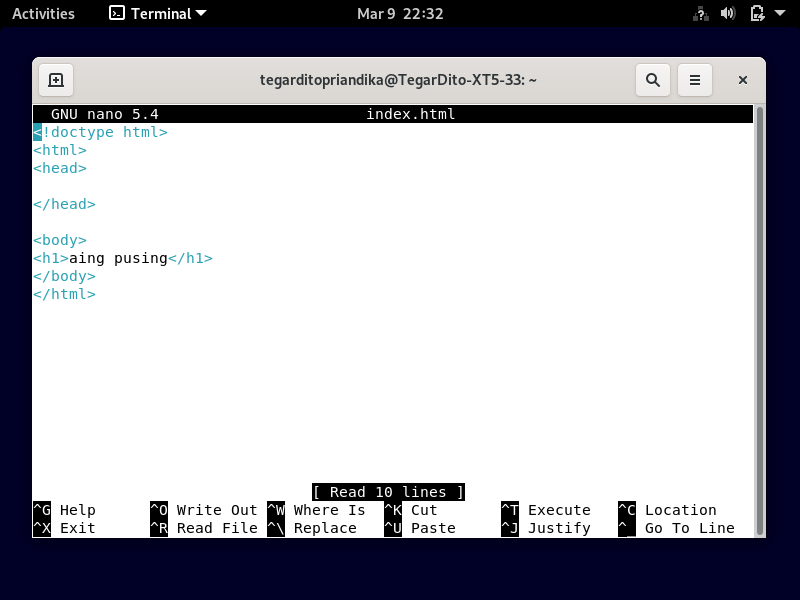 Activities Terminal Mar 9 22:32
tegarditopriandika@TegarDito-XT5-33: ~
GNU nano 5.4 index.html
<!doctype html>
<html>
<head>
</head>
<body>
<h1>aing pusing</h1>
</body>
</html>
[ Read 10 lines ]
^G Help ^O Write Out ^W Where Is ^K Cut ^T Execute ^C Location
^X Exit ^R Read File ^\ Replace ^U Paste ^J Justify ^_ Go To Line